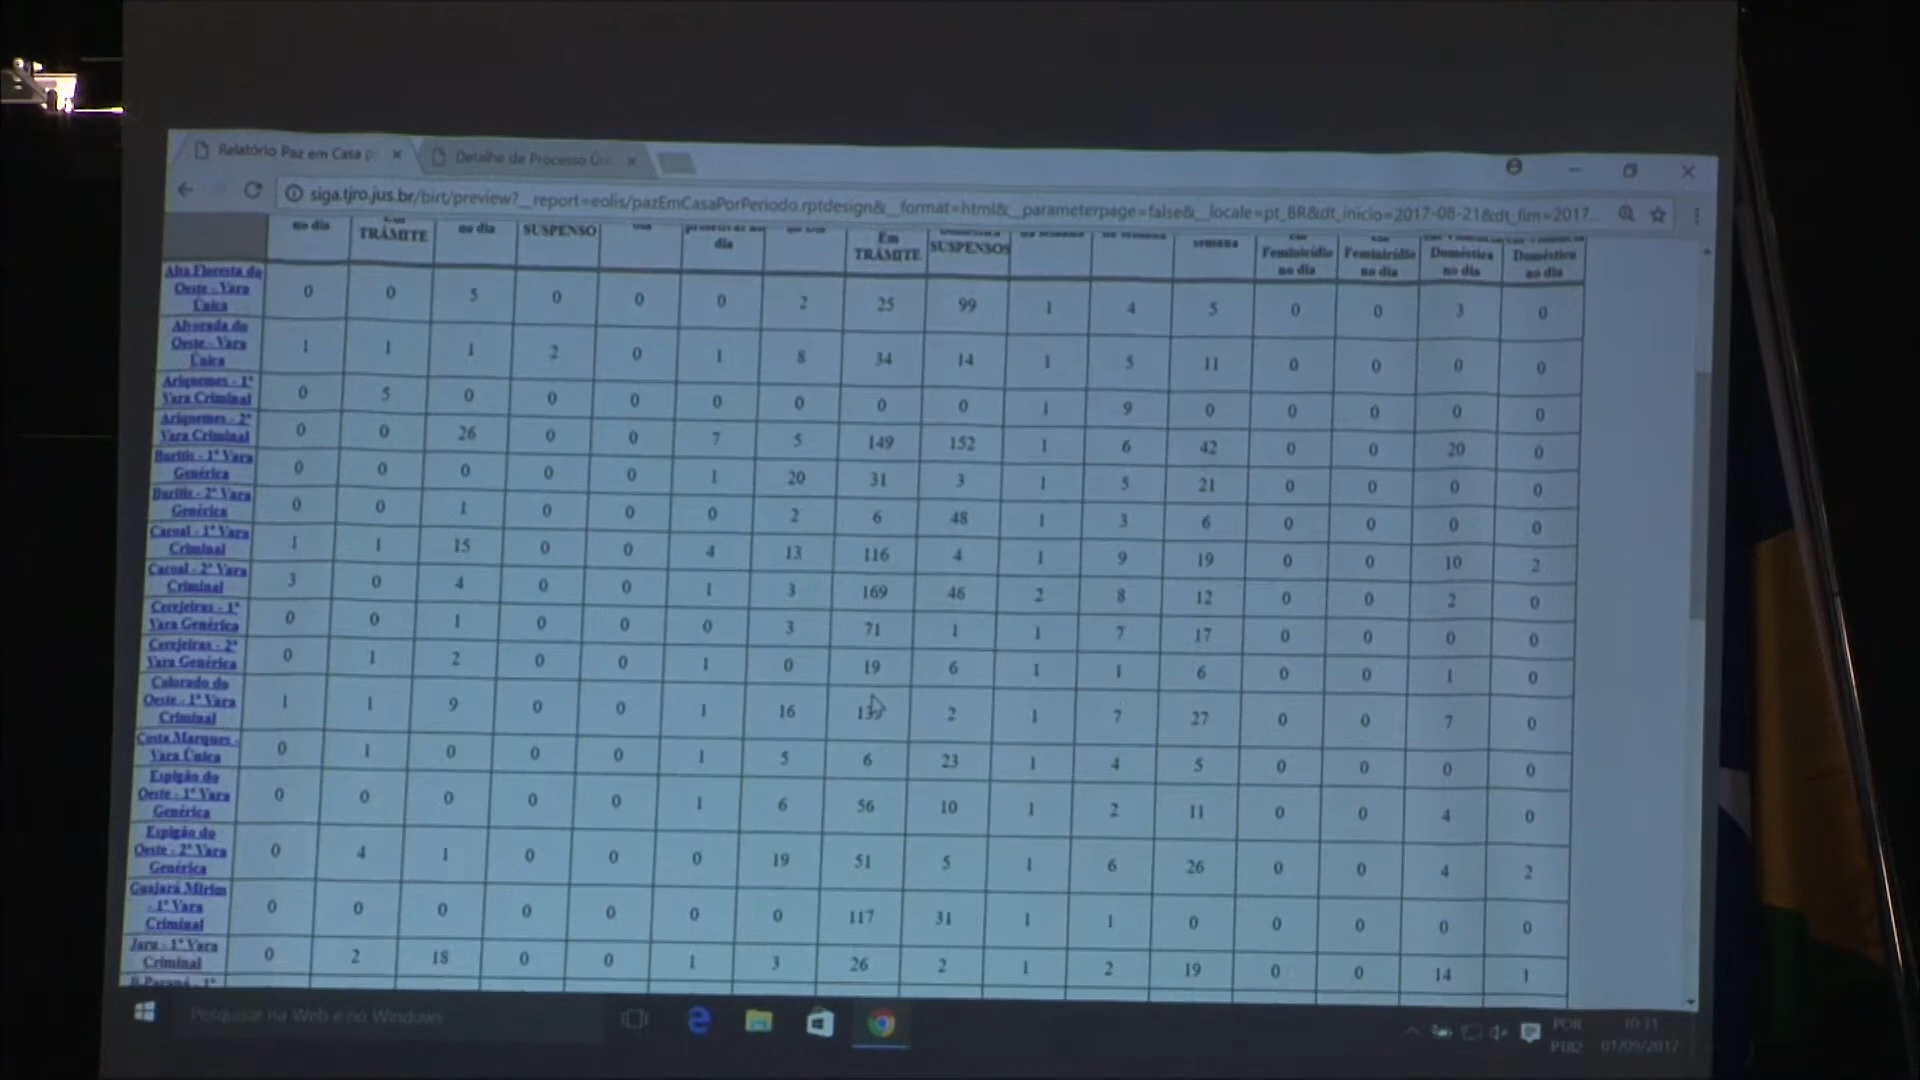 Relatório Paz em Casa p
Detalhe de Processo Ún
siga.tjro.jus.br/birt/preview?__report=eolis/pazEmCasaPorPeriodo.rptdesign&__format=html&__parameterpage=false&__locale=pt_BR&dt_inicio=2017-08-21&dt_fim=2017...
no dia TRÂMITE no dia SUSPENSO dia Em TRÂMITE SUSPENSOS semana Feminicídio no dia Feminicídio no dia Doméstica no dia Doméstica no dia
Alta Floresta do Oeste - Vara Única 0 0 5 0 0 0 2 25 99 1 4 5 0 0 3 0
Alvorada do Oeste - Vara Única 1 1 1 2 0 1 8 34 14 1 5 11 0 0 0 0
Ariquemes - 1ª Vara Criminal 0 5 0 0 0 0 0 0 0 1 9 0 0 0 0 0
Ariquemes - 2ª Vara Criminal 0 0 26 0 0 7 5 149 152 1 6 42 0 0 20 0
Buritis - 1ª Vara Genérica 0 0 0 0 0 1 20 31 3 1 5 21 0 0 0 0
Buritis - 2ª Vara Genérica 0 0 1 0 0 0 2 6 48 1 3 6 0 0 0 0
Cacoal - 1ª Vara Criminal 1 1 15 0 0 4 13 116 4 1 9 19 0 0 10 2
Cacoal - 2ª Vara Criminal 3 0 4 0 0 1 3 169 46 2 8 12 0 0 2 0
Cerejeiras - 1ª Vara Genérica 0 0 1 0 0 0 3 71 1 1 7 17 0 0 0 0
Cerejeiras - 2ª Vara Genérica 0 1 2 0 0 1 0 19 6 1 1 6 0 0 1 0
Colorado do Oeste - 1ª Vara Criminal 1 1 9 0 0 1 16 2 1 7 27 0 0 7 0
Costa Marques - Vara Única 0 1 0 0 0 1 5 6 23 1 4 5 0 0 0 0
Espigão do Oeste - 1ª Vara Genérica 0 0 0 0 0 1 6 56 10 1 2 11 0 0 4 0
Espigão do Oeste - 2ª Vara Genérica 0 4 1 0 0 0 19 51 5 1 6 26 0 0 4 2
Guajará Mirim - 1ª Vara Criminal 0 0 0 0 0 0 0 117 31 1 1 0 0 0 0 0
Jaru - 1ª Vara Criminal 0 2 18 0 0 1 3 26 2 1 2 19 0 0 14 1
Pesquisar na Web e no Windows
POR 10:31
PTB2 07/09/2017